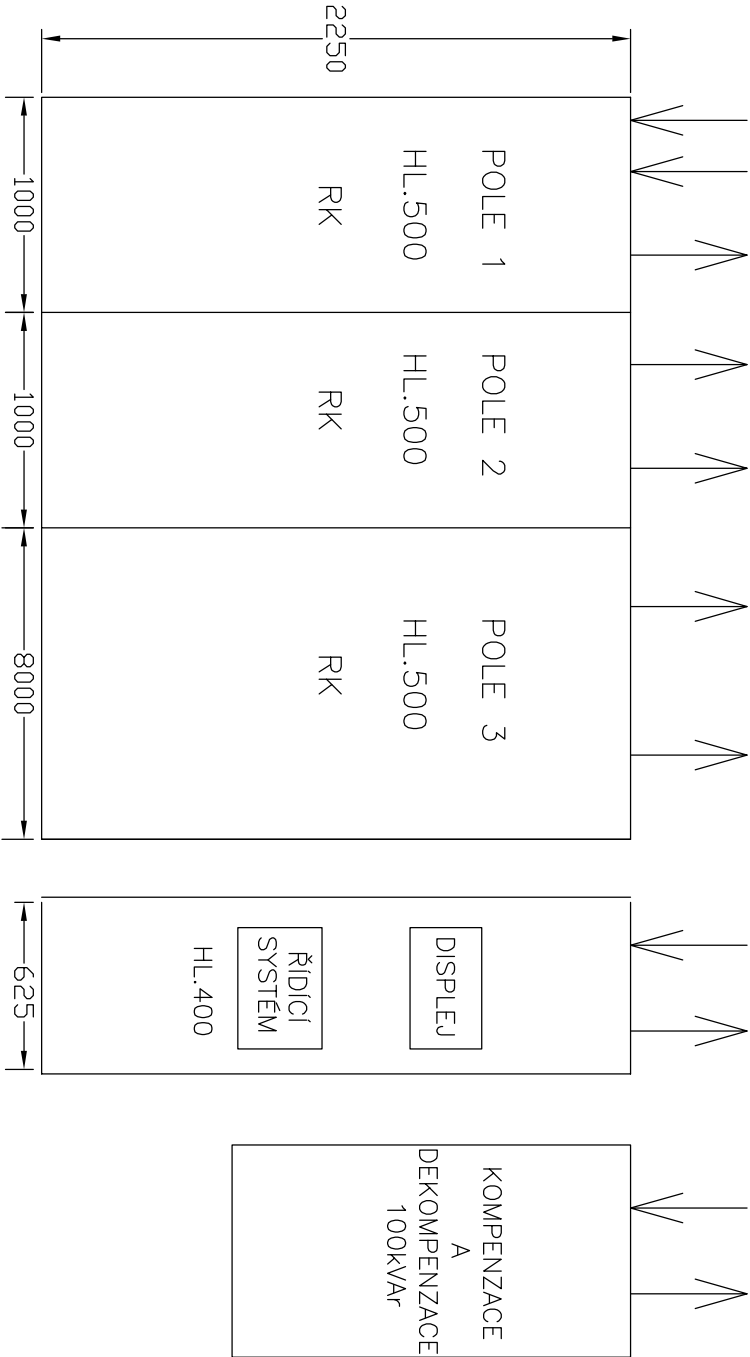 2250
POLE 1
HL.500
RK
1000
POLE 2
HL.500
RK
1000
POLE 3
HL.500
RK
8000
DISPLEJ
ŘÍDÍCÍ
SYSTÉM
HL.400
625
KOMPENZACE
A
DEKOMPENZACE
100kVAr